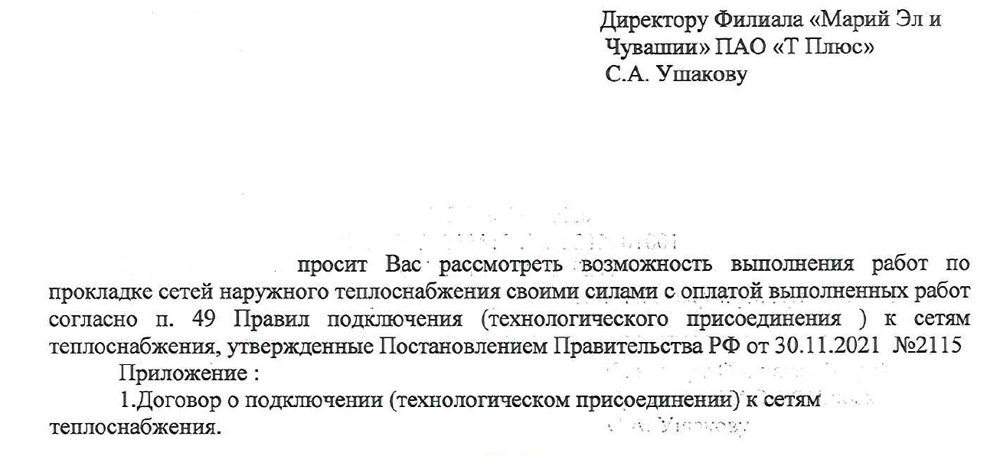 Директору Филиала «Марий Эл и
Чувашии» ПАО «Т Плюс»
С.А. Ушакову
просит Вас рассмотреть возможность выполнения работ по
прокладке сетей наружного теплоснабжения своими силами с оплатой выполненных работ
согласно п. 49 Правил подключения (технологического присоединения ) к сетям
теплоснабжения, утвержденные Постановлением Правительства РФ от 30.11.2021 №2115
Приложение :
1.Договор о подключении (технологическом присоединении) к сетям
теплоснабжения.